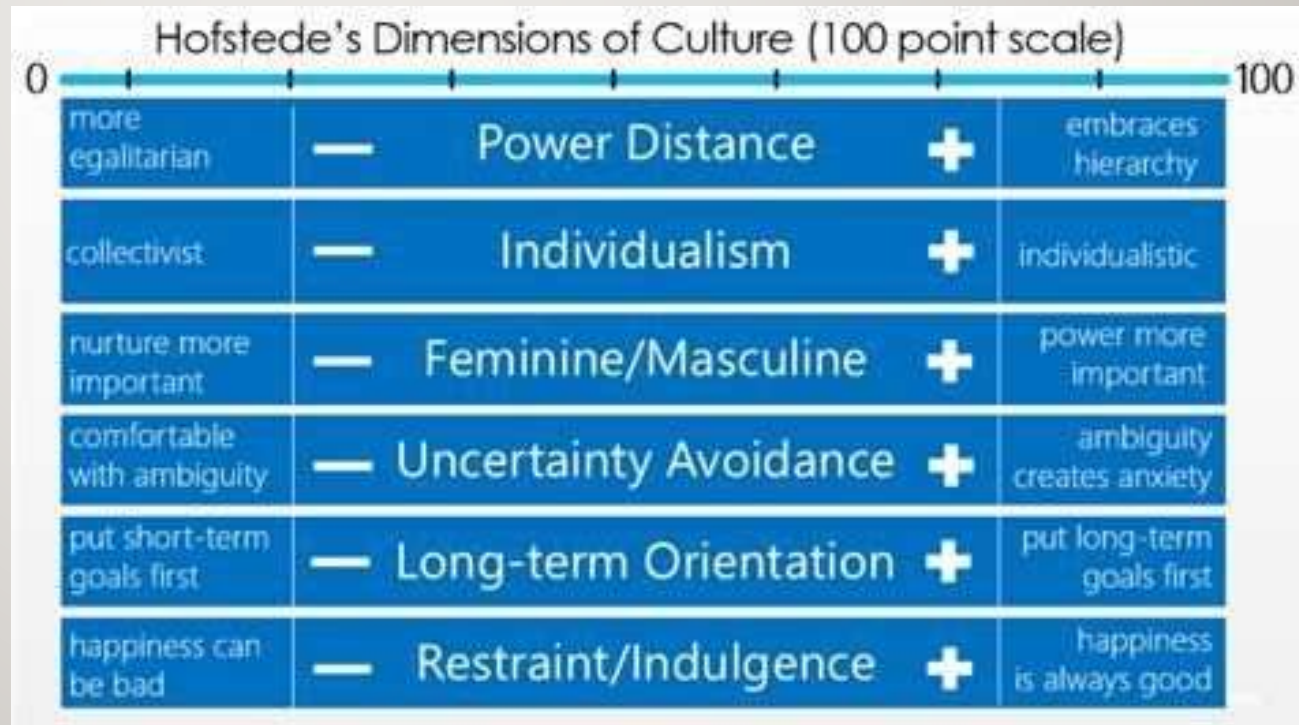 Hofstede's Dimensions of Culture (100 point scale)
0
100
more
egalitarian
— Power Distance +
embraces
hierarchy
collectivist
— Individualism +
individualistic
nurture more
important
— Feminine/Masculine +
power more
important
comfortable
with ambiguity
— Uncertainty Avoidance +
ambiguity
creates anxiety
put short-term
goals first
— Long-term Orientation +
put long-term
goals first
happiness can
be bad
— Restraint/Indulgence +
happiness
is always good